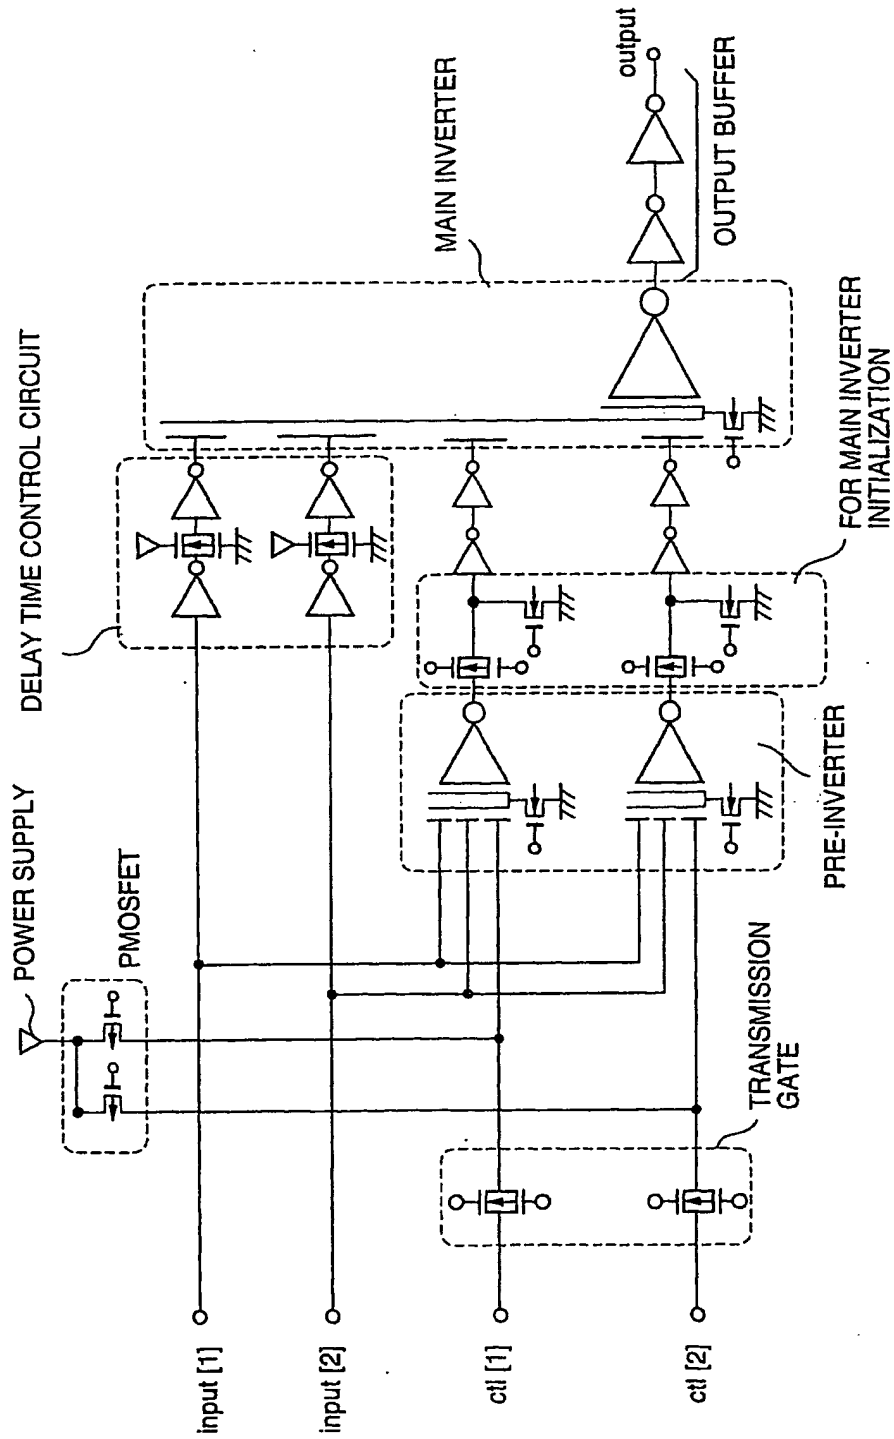 POWER SUPPLY
PMOSFET
DELAY TIME CONTROL CIRCUIT
MAIN INVERTER
output
OUTPUT BUFFER
input [1]
input [2]
ctl [1]
ctl [2]
TRANSMISSION
GATE
PRE-INVERTER
FOR MAIN INVERTER
INITIALIZATION